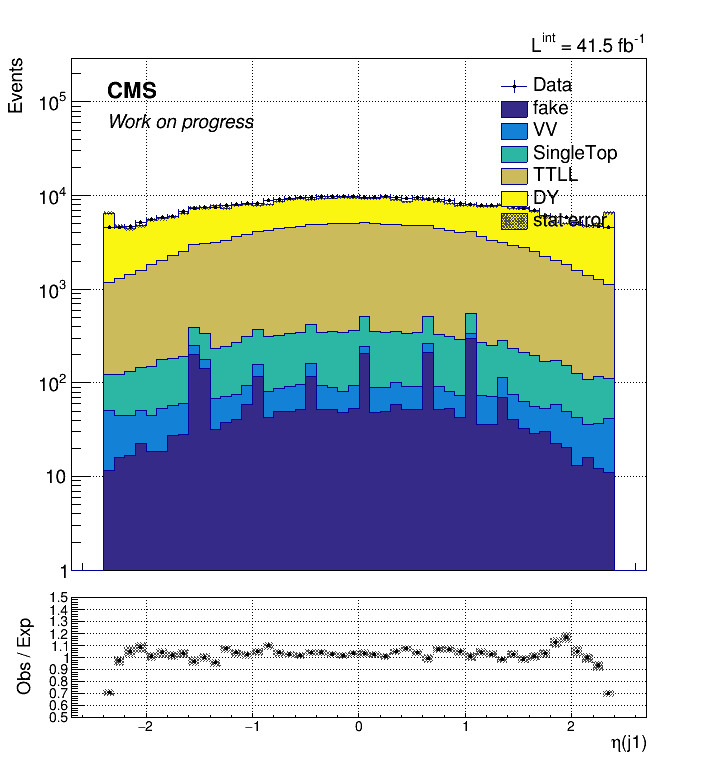 L^int = 41.5 fb^-1
Events
CMS
Work on progress
Data
fake
VV
SingleTop
TTLL
DY
stat error
10^5
10^4
10^3
10^2
10
1
Obs / Exp
1.5
1.4
1.3
1.2
1.1
1
0.9
0.8
0.7
0.6
0.5
−2
−1
0
1
2
η(j1)